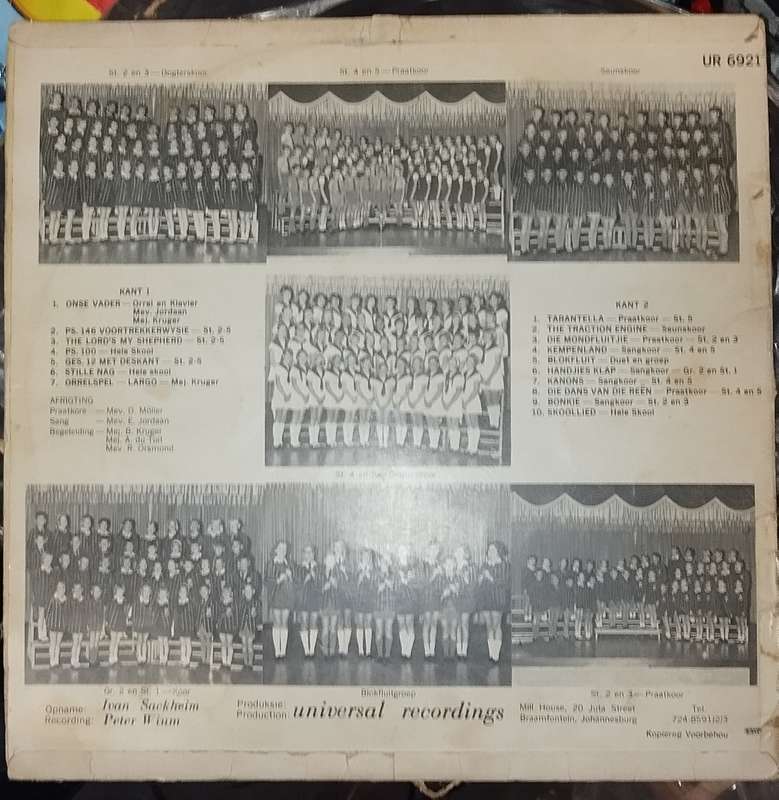 UR 6921
St. 2 en 3 — Dogterskoor
St. 4 en 5 — Praatkoor
Seunskoor
KANT 1
1. ONSE VADER — Orrel en Klavier
Mev. Jordaan
Mej. Kruger
2. PS. 146 VOORTREKKERWYSIE — St. 2-5
3. THE LORD'S MY SHEPHERD — St. 2-5
4. PS. 100 — Hele Skool
5. GES. 12 MET DESKANT — St. 2-5
6. STILLE NAG — Hele skool
7. ORRELSPEL — LARGO — Mej. Kruger
AFRIGTING
Praatkore — Mev. D. Möller
Sang — Mev. E. Jordaan
Begeleiding — Mej. B. Kruger
Mej. A. du Toit
Mev. R. Orsmond
KANT 2
1. TARANTELLA — Praatkoor — St. 5
2. THE TRACTION ENGINE — Seunskoor
3. DIE MONDFLUITJIE — Praatkoor — St. 2 en 3
4. KEMPENLAND — Sangkoor — St. 4 en 5
5. BLOKFLUIT — Duet en groep
6. HANDJIES KLAP — Sangkoor — Gr. 2 en St. 1
7. KANONS — Sangkoor — St. 4 en 5
8. DIE DANS VAN DIE REËN — Praatkoor — St. 4 en 5
9. BONKIE — Sangkoor — St. 2 en 3
10. SKOOLLIED — Hele Skool
St. 4 en
Gr. 2 en St. 1 — Koor
Blokfluitgroep
St. 2 en 3 — Praatkoor
Opname: Ivan Sackheim
Recording: Peter Wium
Produksie:
Production: universal recordings
Mill House, 20 Juta Street
Braamfontein, Johannesburg
Tel.
724-8591/2/3
Kopiereg Voorbehou